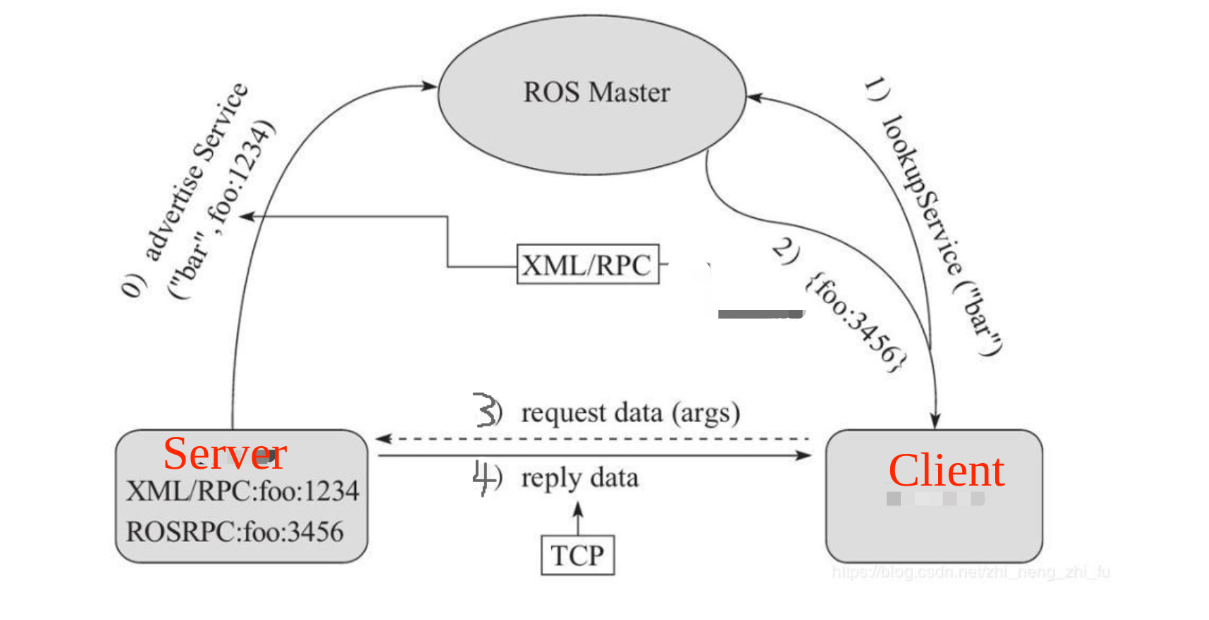 ROS Master
0) advertise Service
("bar", foo:1234)
1) lookupService ("bar")
2) {foo:3456}
XML/RPC
3) request data (args)
4) reply data
TCP
Server
XML/RPC:foo:1234
ROSRPC:foo:3456
Client
https://blog.csdn.net/zhi_neng_zhi_fu